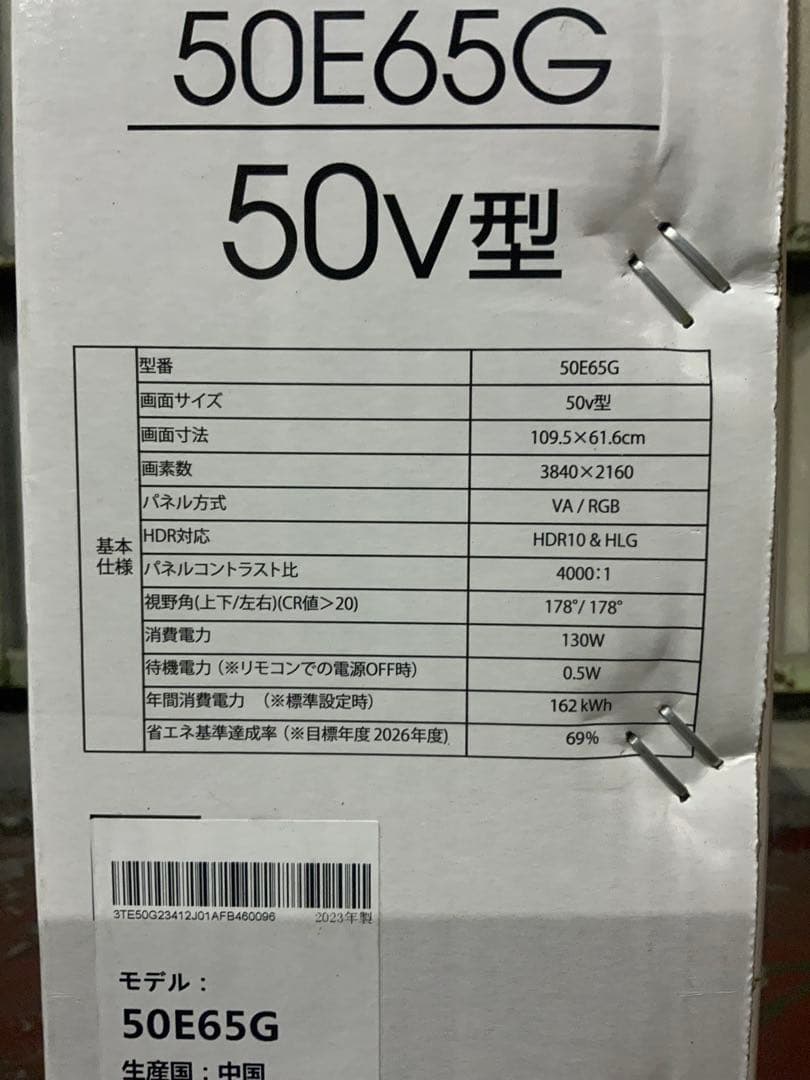 50E65G
50v型
基本
仕様
型番 50E65G
画面サイズ 50v型
画面寸法 109.5×61.6cm
画素数 3840×2160
パネル方式 VA / RGB
HDR対応 HDR10 & HLG
パネルコントラスト比 4000:1
視野角(上下/左右)(CR値＞20) 178°/ 178°
消費電力 130W
待機電力（※リモコンでの電源OFF時） 0.5W
年間消費電力 （※標準設定時） 162 kWh
省エネ基準達成率（※目標年度 2026年度) 69%
3TE50G23412J01AFB460096 2023年製
モデル：
50E65G
生産国：中国